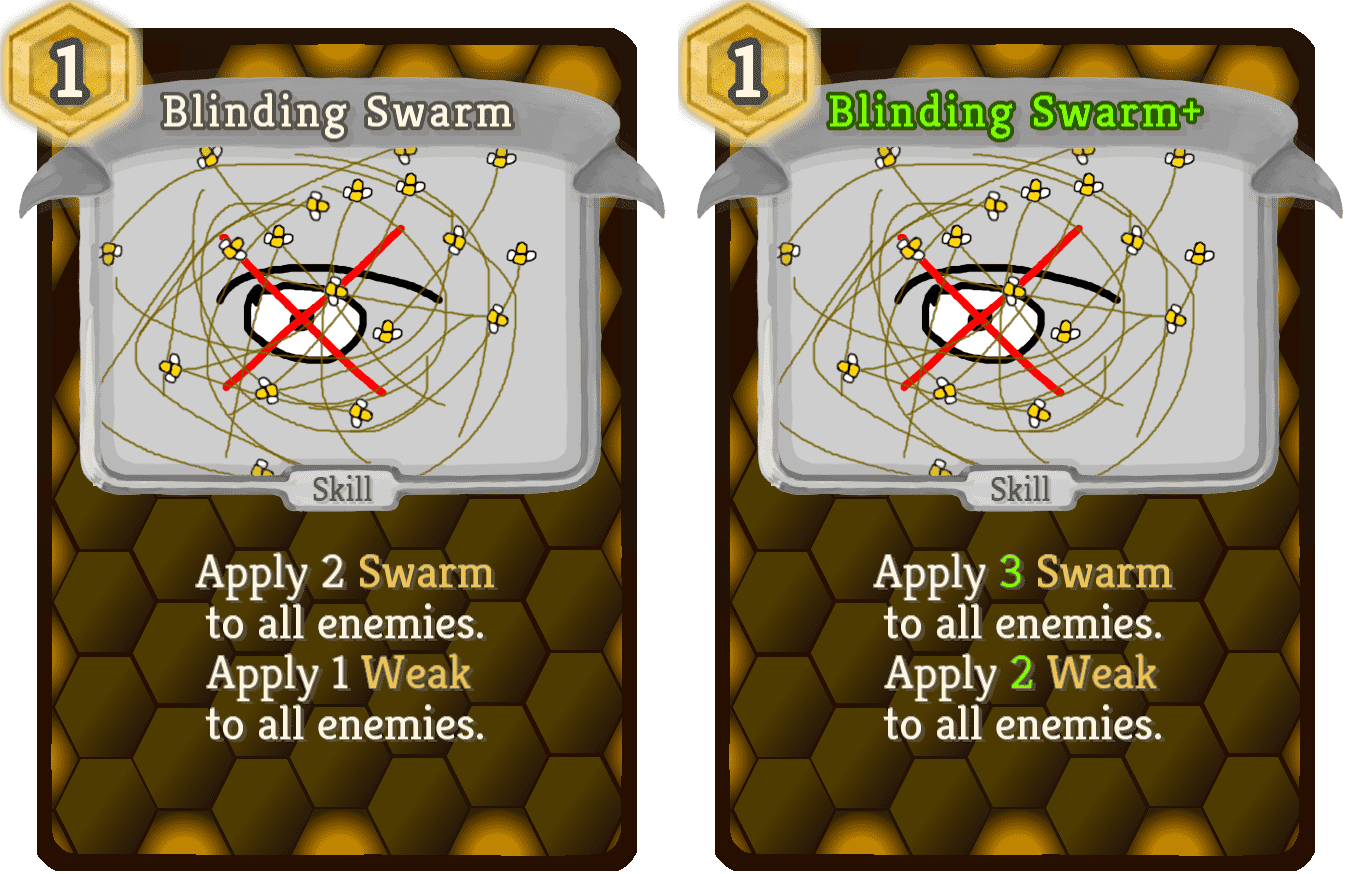 1
Blinding Swarm
Skill
Apply 2 Swarm
to all enemies.
Apply 1 Weak
to all enemies.
1
Blinding Swarm+
Skill
Apply 3 Swarm
to all enemies.
Apply 2 Weak
to all enemies.